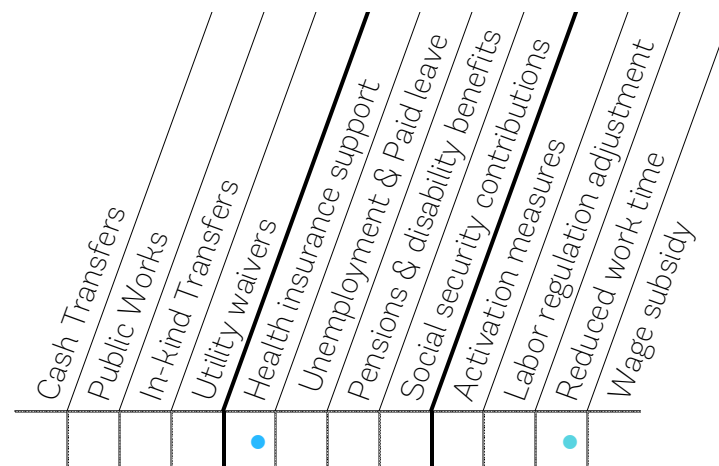 Cash Transfers
Public Works
In-kind Transfers
Utility waivers
Health insurance support
Unemployment & Paid leave
Pensions & disability benefits
Social security contributions
Activation measures
Labor regulation adjustment
Reduced work time
Wage subsidy